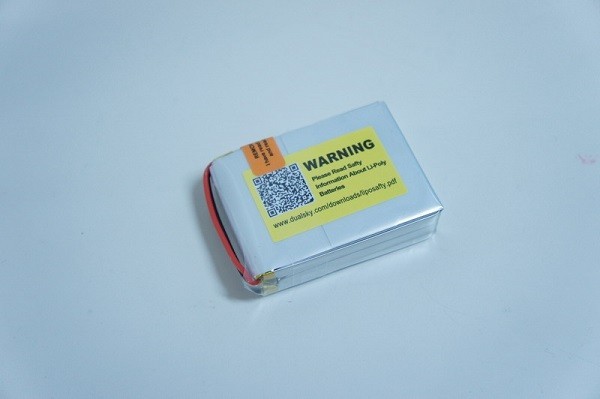 WARNING
Please Read Safty
Information About Li-Poly
Batteries
www.dualsky.com/downloads/liposafty.pdf